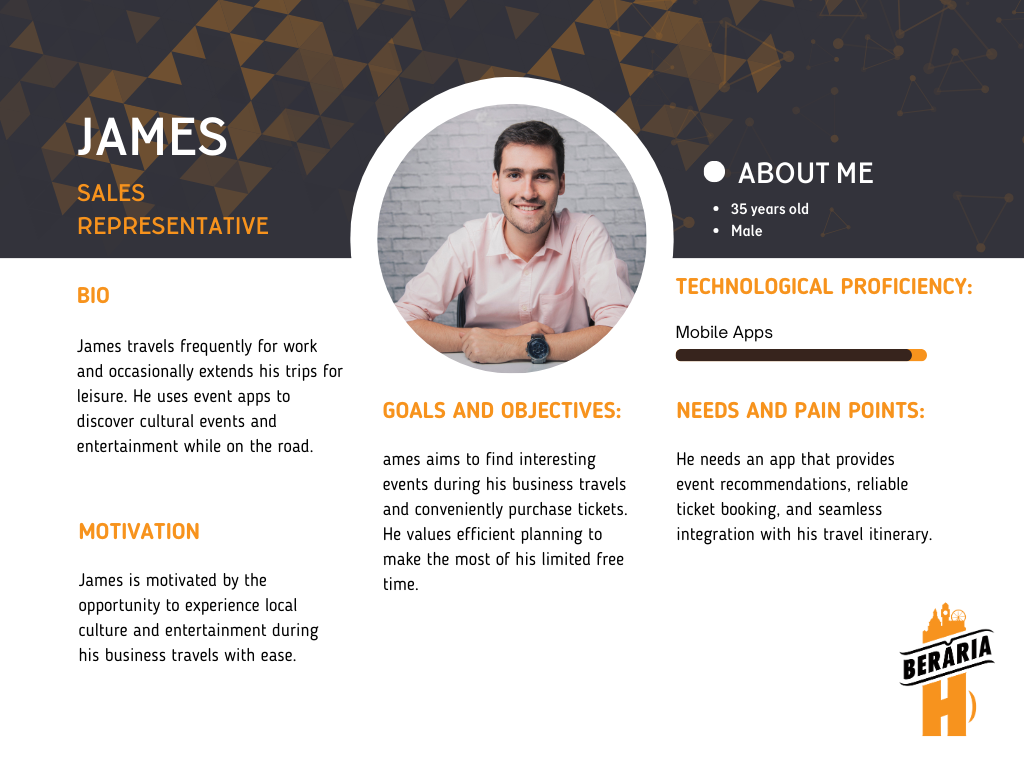 JAMES
SALES
REPRESENTATIVE
ABOUT ME
• 35 years old
• Male
BIO
James travels frequently for work
and occasionally extends his trips for
leisure. He uses event apps to
discover cultural events and
entertainment while on the road.
MOTIVATION
James is motivated by the
opportunity to experience local
culture and entertainment during
his business travels with ease.
GOALS AND OBJECTIVES:
ames aims to find interesting
events during his business travels
and conveniently purchase tickets.
He values efficient planning to
make the most of his limited free
time.
TECHNOLOGICAL PROFICIENCY:
Mobile Apps
NEEDS AND PAIN POINTS:
He needs an app that provides
event recommendations, reliable
ticket booking, and seamless
integration with his travel itinerary.
BERĂRIA
H